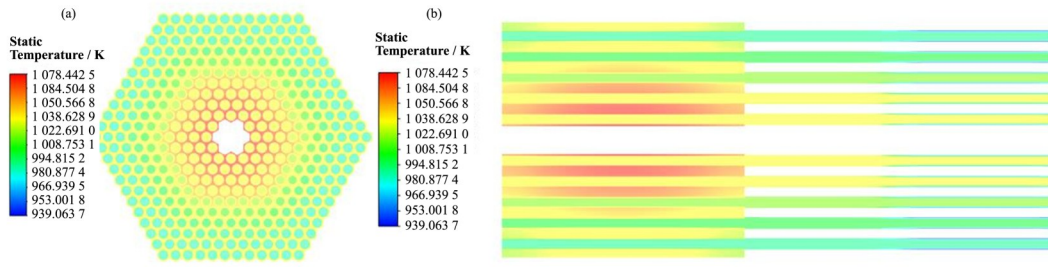 (a)
Static
Temperature / K
1 078.442 5
1 084.504 8
1 050.566 8
1 038.628 9
1 022.691 0
1 008.753 1
994.815 2
980.877 4
966.939 5
953.001 8
939.063 7
(b)
Static
Temperature / K
1 078.442 5
1 084.504 8
1 050.566 8
1 038.628 9
1 022.691 0
1 008.753 1
994.815 2
980.877 4
966.939 5
953.001 8
939.063 7